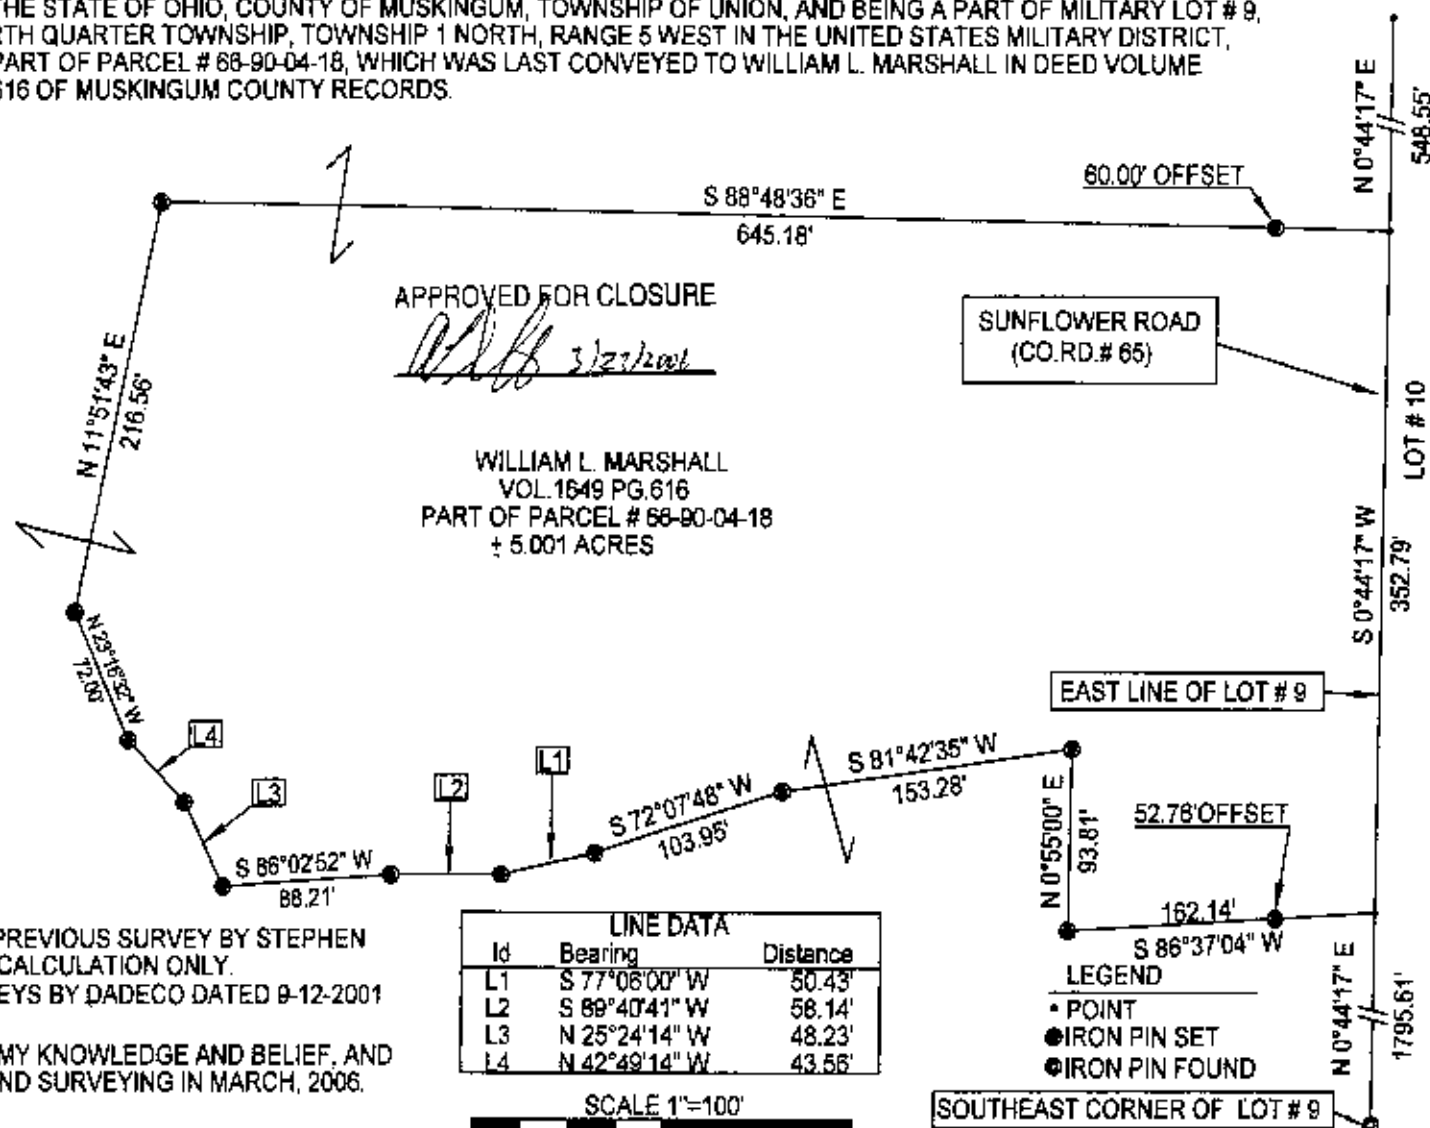 THE STATE OF OHIO, COUNTY OF MUSKINGUM, TOWNSHIP OF UNION, AND BEING A PART OF MILITARY LOT # 9,
RTH QUARTER TOWNSHIP, TOWNSHIP 1 NORTH, RANGE 5 WEST IN THE UNITED STATES MILITARY DISTRICT,
PART OF PARCEL # 66-90-04-18, WHICH WAS LAST CONVEYED TO WILLIAM L. MARSHALL IN DEED VOLUME
616 OF MUSKINGUM COUNTY RECORDS.
N 0°44'17" E
548.55'
60.00' OFFSET
S 88°48'36" E
645.18'
APPROVED FOR CLOSURE
SUNFLOWER ROAD
(CO.RD.# 65)
N 11°51'43" E
216.56'
LOT # 10
WILLIAM L. MARSHALL
VOL.1649 PG.616
PART OF PARCEL # 66-90-04-18
± 5.001 ACRES
S 0°44'17" W
352.79'
N 23°16'32" W
72.00'
EAST LINE OF LOT # 9
L4
L3
L2
L1
S 72°07'48" W
103.95'
S 81°42'35" W
153.28'
N 0°55'00" E
93.81'
52.76'OFFSET
S 86°02'52" W
88.21'
162.14'
S 86°37'04" W
PREVIOUS SURVEY BY STEPHEN
CALCULATION ONLY.
EYS BY DADECO DATED 9-12-2001
MY KNOWLEDGE AND BELIEF, AND
ND SURVEYING IN MARCH, 2006.
LINE DATA
Id Bearing Distance
L1 S 77°06'00" W 50.43'
L2 S 89°40'41" W 58.14'
L3 N 25°24'14" W 48.23'
L4 N 42°49'14" W 43.56'
SCALE 1"=100'
LEGEND
POINT
IRON PIN SET
IRON PIN FOUND
N 0°44'17" E
1795.61'
SOUTHEAST CORNER OF LOT # 9